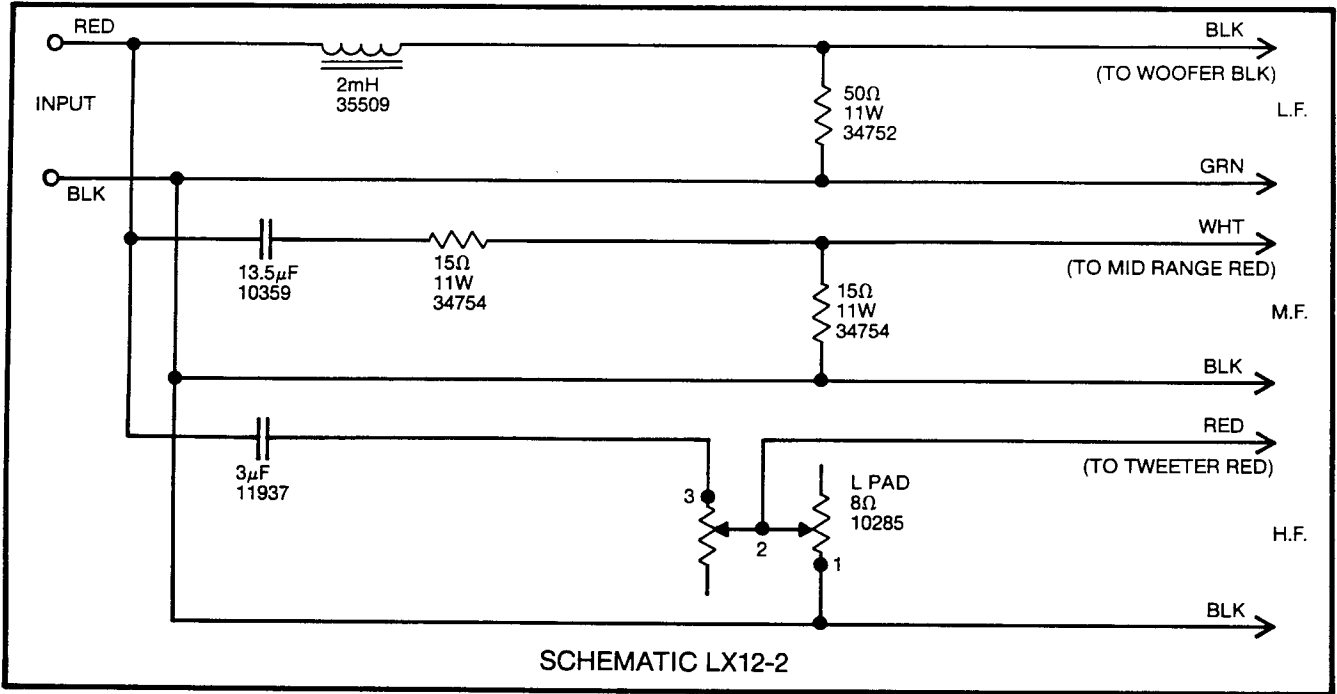 RED
BLK
2mH
35509
(TO WOOFER BLK)
INPUT
50Ω
11W
34752
L.F.
GRN
BLK
WHT
13.5μF
10359
15Ω
11W
34754
(TO MID RANGE RED)
15Ω
11W
34754
M.F.
BLK
RED
3μF
11937
(TO TWEETER RED)
3
L PAD
8Ω
10285
2
1
H.F.
BLK
SCHEMATIC LX12-2